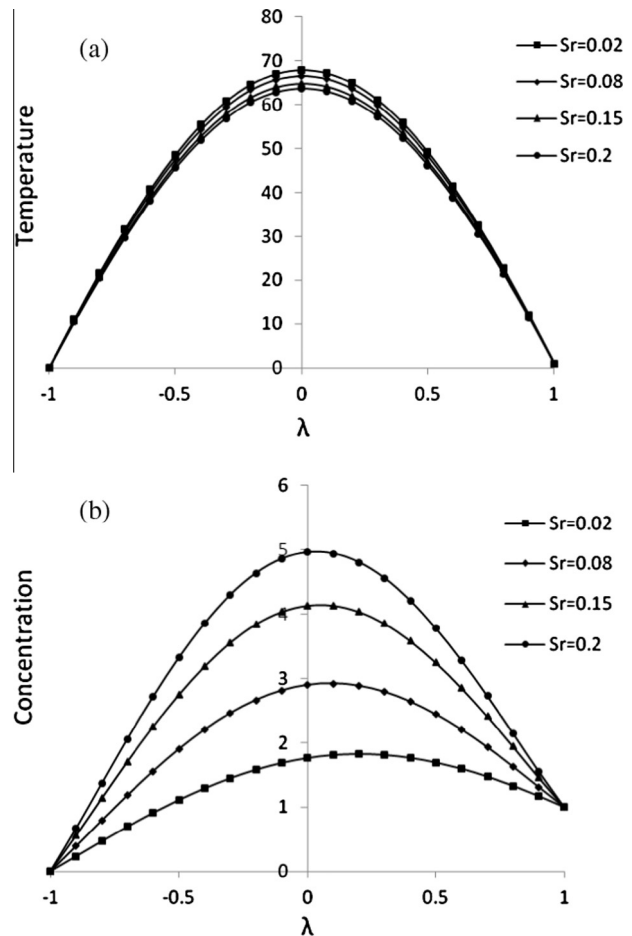 (a)
Temperature
80
70
60
50
40
30
20
10
0
-1 -0.5 0 0.5 1
λ
Sr=0.02
Sr=0.08
Sr=0.15
Sr=0.2
(b)
Concentration
6
5
4
3
2
1
0
-1 -0.5 0 0.5 1
λ
Sr=0.02
Sr=0.08
Sr=0.15
Sr=0.2